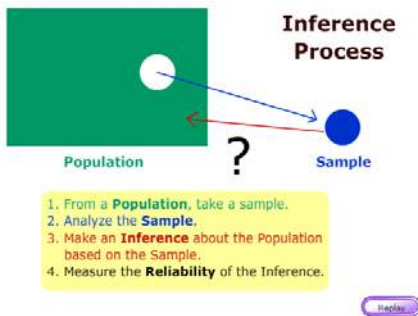 Inference
Process
Population
?
Sample
1. From a Population, take a sample.
2. Analyze the Sample.
3. Make an Inference about the Population
based on the Sample.
4. Measure the Reliability of the Inference.
Replay